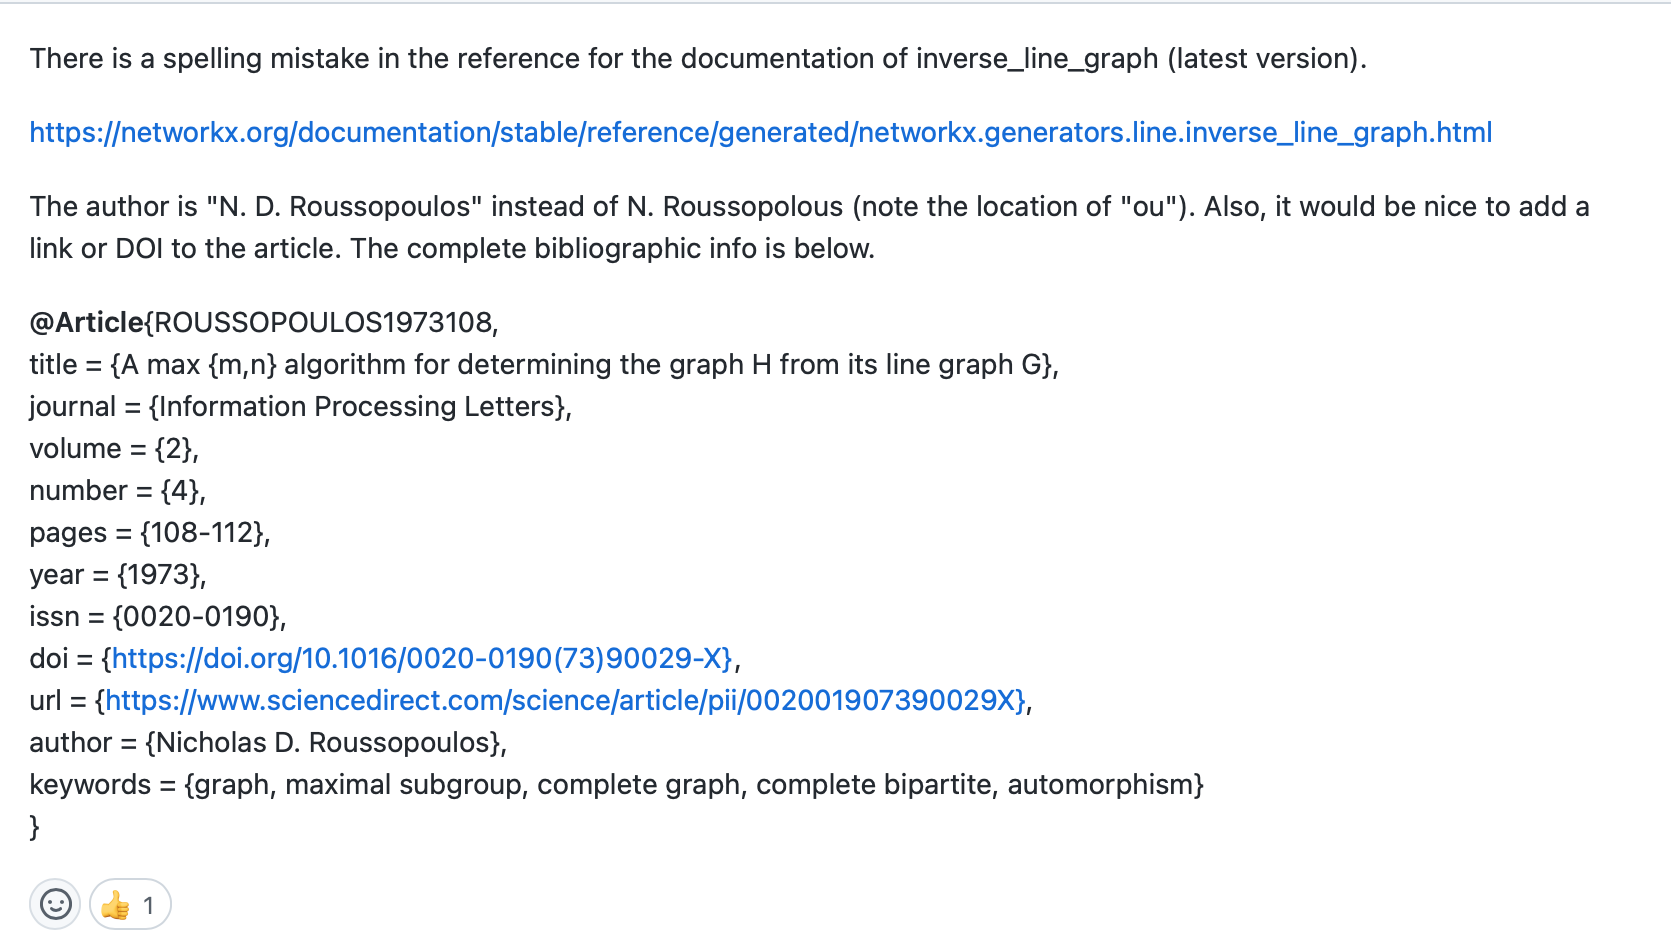 There is a spelling mistake in the reference for the documentation of inverse_line_graph (latest version).
https://networkx.org/documentation/stable/reference/generated/networkx.generators.line.inverse_line_graph.html
The author is "N. D. Roussopoulos" instead of N. Roussopolous (note the location of "ou"). Also, it would be nice to add a
link or DOI to the article. The complete bibliographic info is below.
@Article{ROUSSOPOULOS1973108,
title = {A max {m,n} algorithm for determining the graph H from its line graph G},
journal = {Information Processing Letters},
volume = {2},
number = {4},
pages = {108-112},
year = {1973},
issn = {0020-0190},
doi = {https://doi.org/10.1016/0020-0190(73)90029-X},
url = {https://www.sciencedirect.com/science/article/pii/002001907390029X},
author = {Nicholas D. Roussopoulos},
keywords = {graph, maximal subgroup, complete graph, complete bipartite, automorphism}
}
1